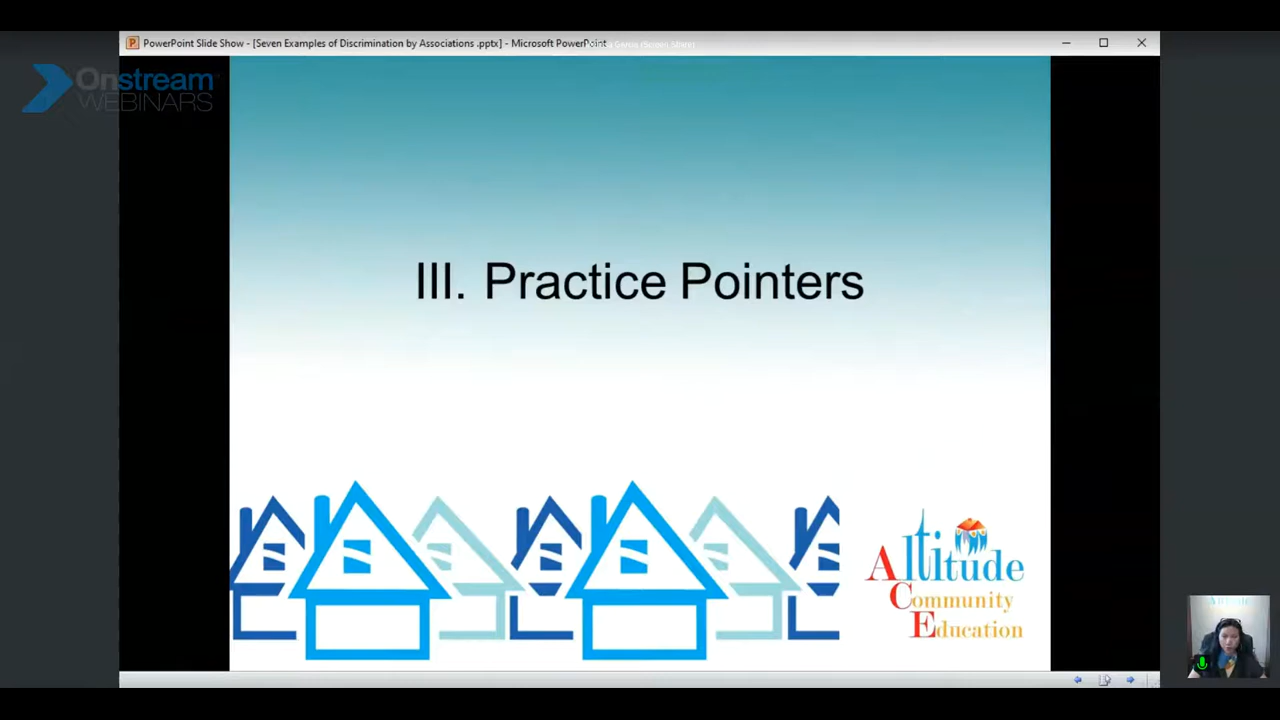 PowerPoint Slide Show - [Seven Examples of Discrimination by Associations .pptx] - Microsoft PowerPoint
Onstream
WEBINARS
III. Practice Pointers
Altitude
Community
Education